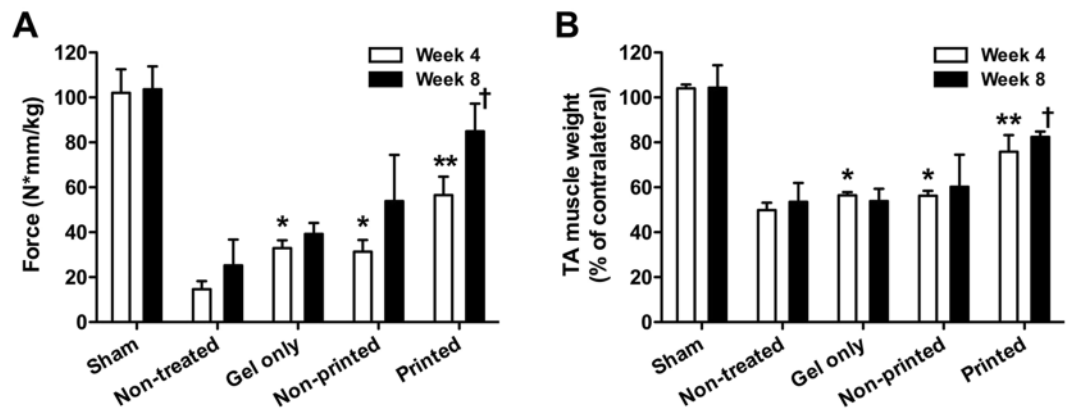 A
Force (N*mm/kg)
120
100
80
60
40
20
0
Week 4
Week 8
*
*
**
†
Sham
Non-treated
Gel only
Non-printed
Printed
B
TA muscle weight
(% of contralateral)
120
100
80
60
40
20
0
Week 4
Week 8
*
*
**
†
Sham
Non-treated
Gel only
Non-printed
Printed